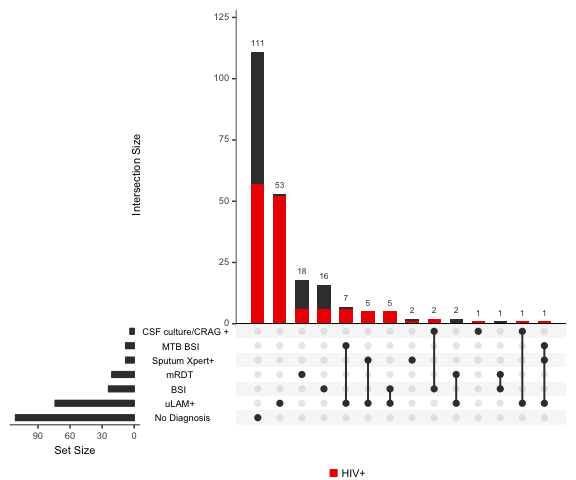 125
111
100
75
Intersection Size
53
50
25
18
16
7
5
5
2
2
2
1
1
1
1
0
CSF culture/CRAG +
MTB BSI
Sputum Xpert+
mRDT
BSI
uLAM+
No Diagnosis
90 60 30 0
Set Size
HIV+